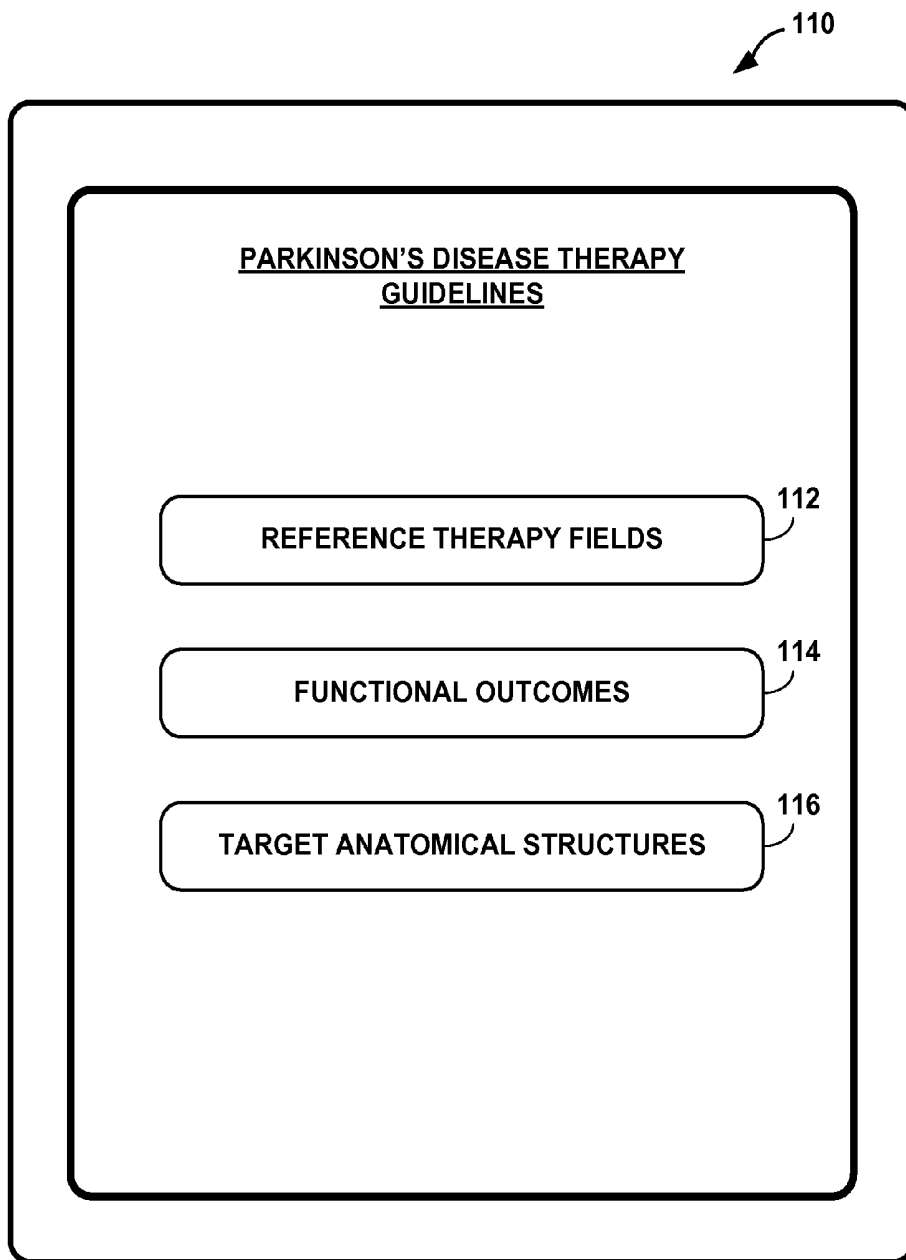 110
PARKINSON'S DISEASE THERAPY
GUIDELINES
112
REFERENCE THERAPY FIELDS
114
FUNCTIONAL OUTCOMES
116
TARGET ANATOMICAL STRUCTURES